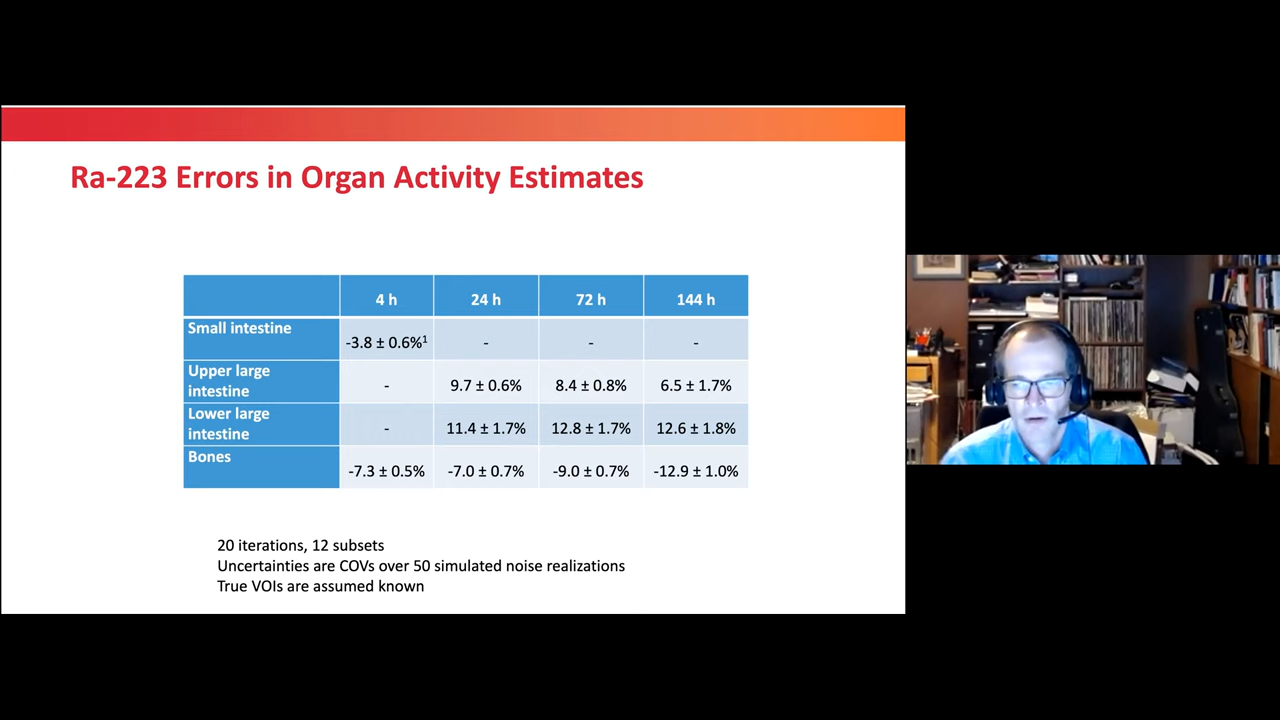 Ra-223 Errors in Organ Activity Estimates
4 h 24 h 72 h 144 h
Small intestine
-3.8 ± 0.6%¹ - - -
Upper large
intestine
- 9.7 ± 0.6% 8.4 ± 0.8% 6.5 ± 1.7%
Lower large
intestine
- 11.4 ± 1.7% 12.8 ± 1.7% 12.6 ± 1.8%
Bones
-7.3 ± 0.5% -7.0 ± 0.7% -9.0 ± 0.7% -12.9 ± 1.0%
20 iterations, 12 subsets
Uncertainties are COVs over 50 simulated noise realizations
True VOIs are assumed known